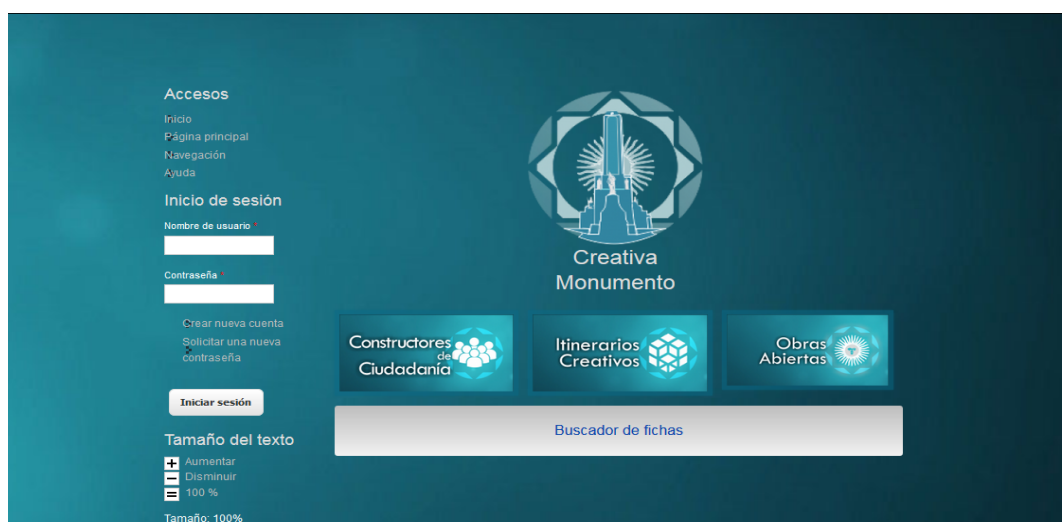 Accesos
Inicio
Página principal
Navegación
Ayuda
Inicio de sesión
Nombre de usuario *
Contraseña *
Crear nueva cuenta
Solicitar una nueva
contraseña
Iniciar sesión
Tamaño del texto
+ Aumentar
− Disminuir
= 100 %
Tamaño: 100%
Creativa
Monumento
Constructores
de
Ciudadanía
Itinerarios
Creativos
Obras
Abiertas
Buscador de fichas